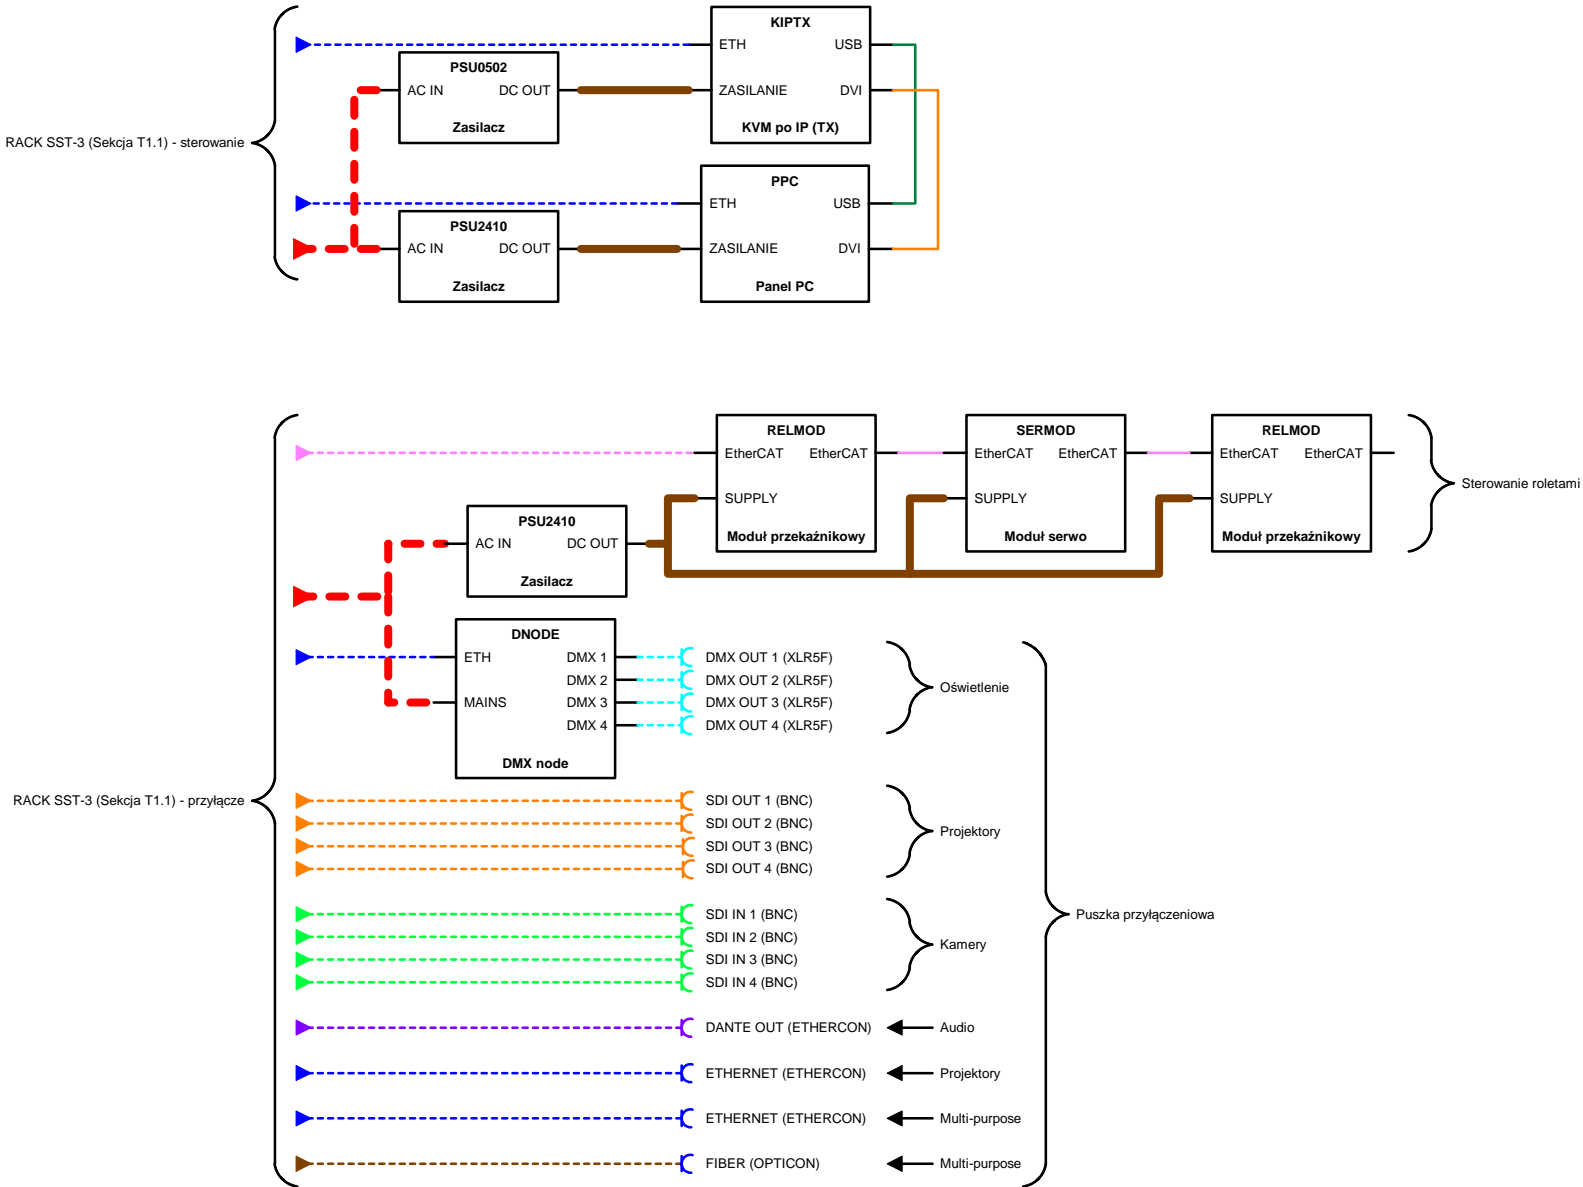 KIPTX
ETH USB
PSU0502
AC IN DC OUT
ZASILANIE DVI
Zasilacz
KVM po IP (TX)
RACK SST-3 (Sekcja T1.1) - sterowanie
PPC
ETH USB
PSU2410
AC IN DC OUT
ZASILANIE DVI
Zasilacz
Panel PC
RELMOD
EtherCAT EtherCAT
SUPPLY
Moduł przekaźnikowy
SERMOD
EtherCAT EtherCAT
SUPPLY
Moduł serwo
RELMOD
EtherCAT EtherCAT
SUPPLY
Moduł przekaźnikowy
Sterowanie roletami
PSU2410
AC IN DC OUT
Zasilacz
DNODE
ETH DMX 1
DMX 2
MAINS DMX 3
DMX 4
DMX node
DMX OUT 1 (XLR5F)
DMX OUT 2 (XLR5F)
DMX OUT 3 (XLR5F)
DMX OUT 4 (XLR5F)
Oświetlenie
RACK SST-3 (Sekcja T1.1) - przyłącze
SDI OUT 1 (BNC)
SDI OUT 2 (BNC)
SDI OUT 3 (BNC)
SDI OUT 4 (BNC)
Projektory
SDI IN 1 (BNC)
SDI IN 2 (BNC)
SDI IN 3 (BNC)
SDI IN 4 (BNC)
Kamery
Puszka przyłączeniowa
DANTE OUT (ETHERCON) Audio
ETHERNET (ETHERCON) Projektory
ETHERNET (ETHERCON) Multi-purpose
FIBER (OPTICON) Multi-purpose